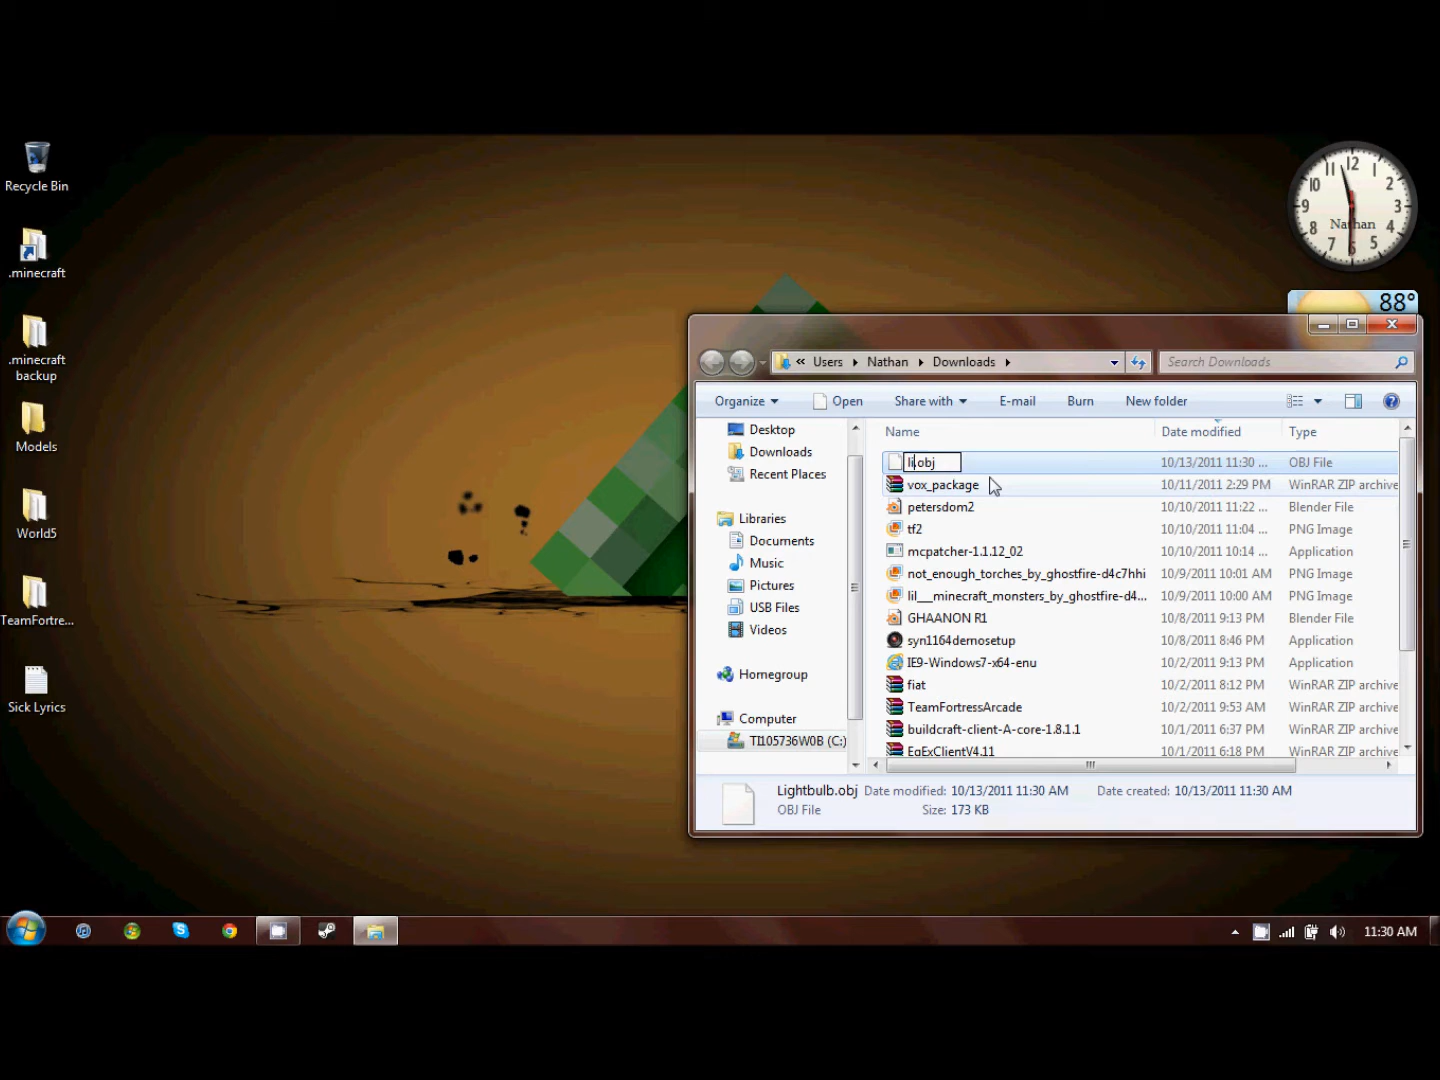 Recycle Bin
.minecraft
.minecraft
backup
Models
World5
TeamFortre...
Sick Lyrics
12
11
1
10
2
9
3
Nathan
8
4
7
5
6
88°
« Users Nathan Downloads
Search Downloads
Organize Open Share with E-mail Burn New folder
Desktop
Downloads
Recent Places
Libraries
Documents
Music
Pictures
USB Files
Videos
Homegroup
Computer
TI105736W0B (C:)
Name Date modified Type
li.obj 10/13/2011 11:30 ... OBJ File
vox_package 10/11/2011 2:29 PM WinRAR ZIP archive
petersdom2 10/10/2011 11:22 ... Blender File
tf2 10/10/2011 11:04 ... PNG Image
mcpatcher-1.1.12_02 10/10/2011 10:14 ... Application
not_enough_torches_by_ghostfire-d4c7hhi 10/9/2011 10:01 AM PNG Image
lil___minecraft_monsters_by_ghostfire-d4... 10/9/2011 10:00 AM PNG Image
GHAANON R1 10/8/2011 9:13 PM Blender File
syn1164demosetup 10/8/2011 8:46 PM Application
IE9-Windows7-x64-enu 10/2/2011 9:13 PM Application
fiat 10/2/2011 8:12 PM WinRAR ZIP archive
TeamFortressArcade 10/2/2011 9:53 AM WinRAR ZIP archive
buildcraft-client-A-core-1.8.1.1 10/1/2011 6:37 PM WinRAR ZIP archive
EqExClientV4.11 10/1/2011 6:18 PM WinRAR ZIP archive
Lightbulb.obj Date modified: 10/13/2011 11:30 AM Date created: 10/13/2011 11:30 AM
OBJ File Size: 173 KB
11:30 AM